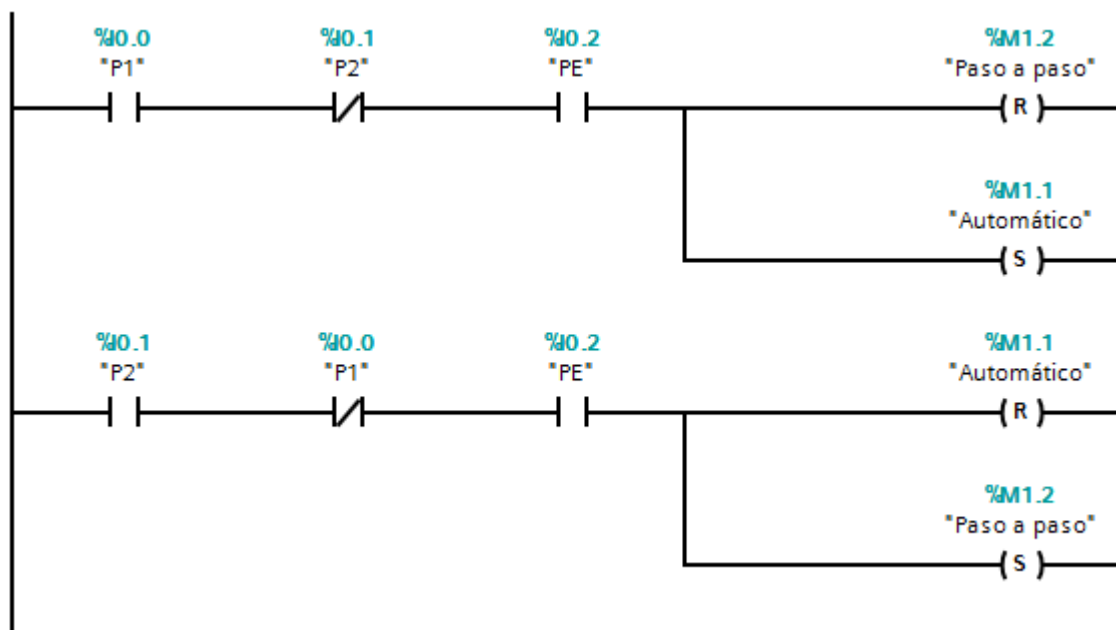 %I0.0 %I0.1 %I0.2 %M1.2
"P1" "P2" "PE" "Paso a paso"
R
%M1.1
"Automático"
S
%I0.1 %I0.0 %I0.2 %M1.1
"P2" "P1" "PE" "Automático"
R
%M1.2
"Paso a paso"
S